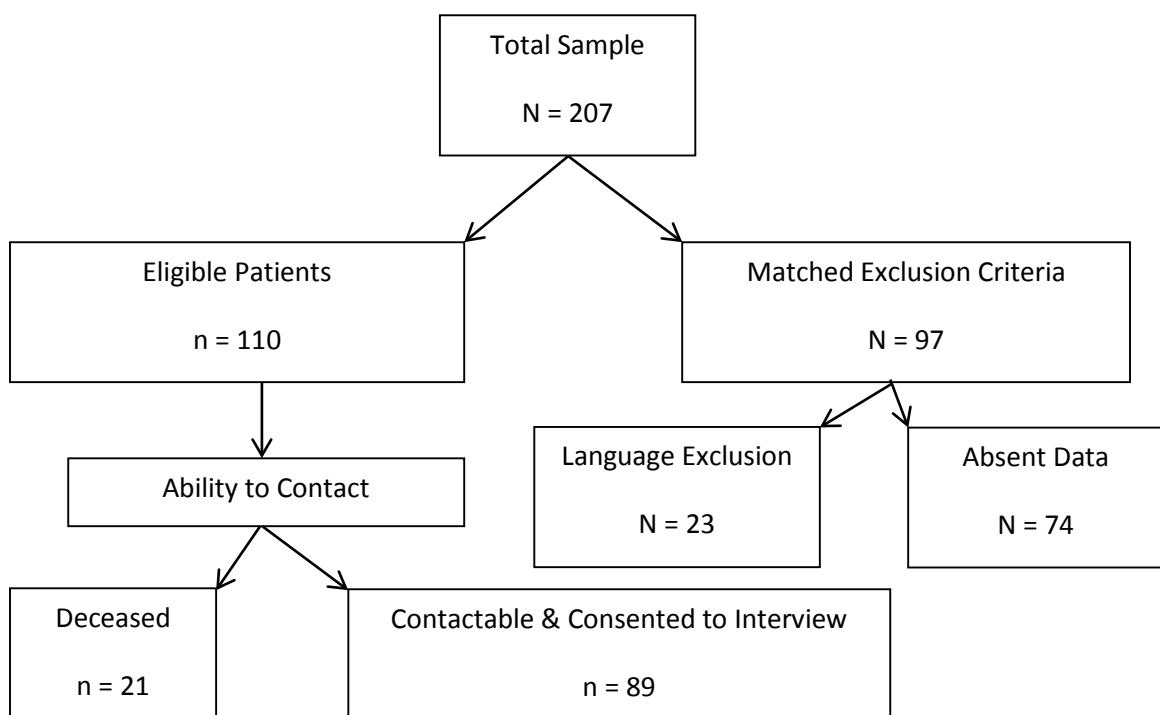 Total Sample
N = 207
Eligible Patients
n = 110
Matched Exclusion Criteria
N = 97
Ability to Contact
Language Exclusion
N = 23
Absent Data
N = 74
Deceased
n = 21
Contactable & Consented to Interview
n = 89